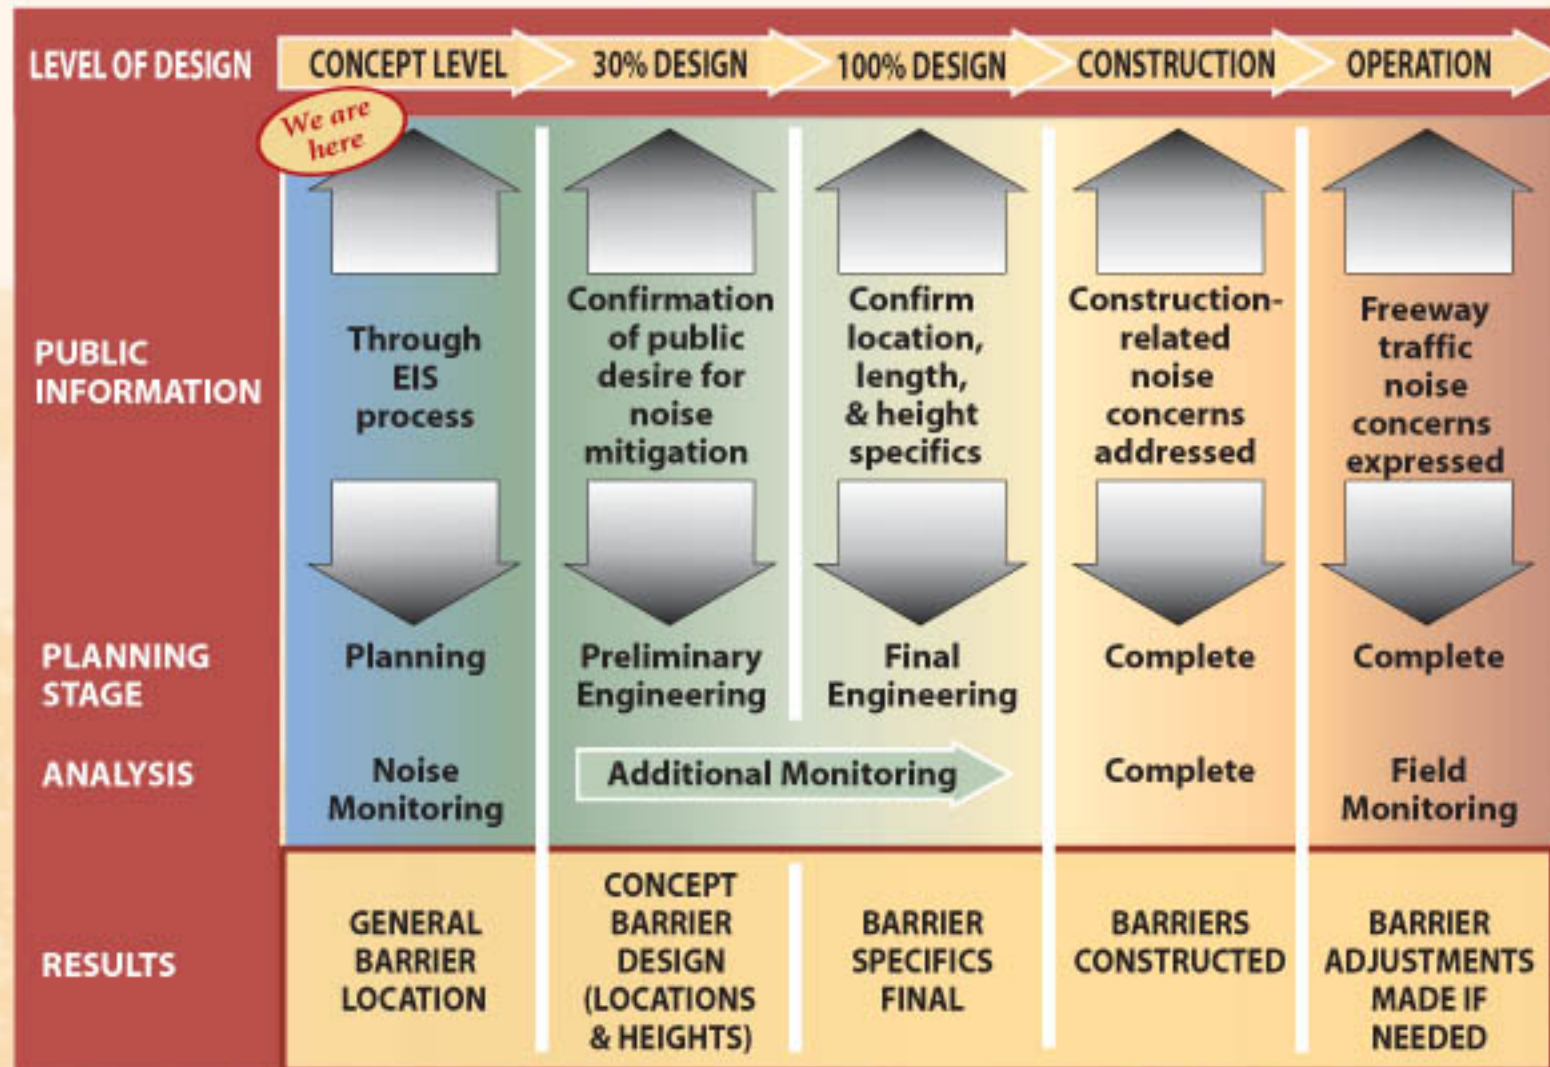 LEVEL OF DESIGN
CONCEPT LEVEL
30% DESIGN
100% DESIGN
CONSTRUCTION
OPERATION
We are
here
PUBLIC
INFORMATION
Through
EIS
process
Confirmation
of public
desire for
noise
mitigation
Confirm
location,
length,
& height
specifics
Construction-
related
noise
concerns
addressed
Freeway
traffic
noise
concerns
expressed
PLANNING
STAGE
Planning
Preliminary
Engineering
Final
Engineering
Complete
Complete
ANALYSIS
Noise
Monitoring
Additional Monitoring
Complete
Field
Monitoring
RESULTS
GENERAL
BARRIER
LOCATION
CONCEPT
BARRIER
DESIGN
(LOCATIONS
& HEIGHTS)
BARRIER
SPECIFICS
FINAL
BARRIERS
CONSTRUCTED
BARRIER
ADJUSTMENTS
MADE IF
NEEDED